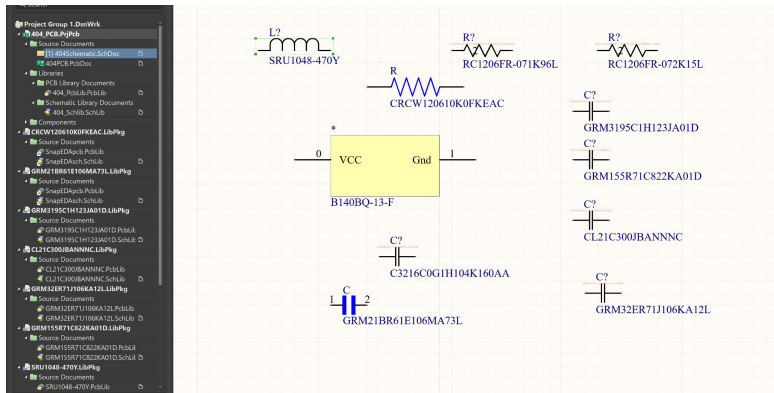 Project Group 1.DsnWrk
404_PCB.PrjPcb
Source Documents
[1] 404Schematic.SchDoc
404PCB.PcbDoc
Libraries
PCB Library Documents
404_PcbLib.PcbLib
Schematic Library Documents
404_Schlib.SchLib
Components
CRCW120610K0FKEAC.LibPkg
Source Documents
SnapEDApcb.PcbLib
SnapEDAsch.SchLib
GRM21BR61E106MA73L.LibPkg
Source Documents
SnapEDApcb.PcbLib
SnapEDAsch.SchLib
GRM3195C1H123JA01D.LibPkg
Source Documents
GRM3195C1H123JA01D.PcbLib
GRM3195C1H123JA01D.SchLib
CL21C300JBANNNC.LibPkg
Source Documents
CL21C300JBANNNC.PcbLib
CL21C300JBANNNC.SchLib
GRM32ER71J106KA12L.LibPkg
Source Documents
GRM32ER71J106KA12L.PcbLib
GRM32ER71J106KA12L.SchLib
GRM155R71C822KA01D.LibPkg
Source Documents
GRM155R71C822KA01D.PcbLib
GRM155R71C822KA01D.SchLib
SRU1048-470Y.LibPkg
Source Documents
SRU1048-470Y.PcbLib
L?
SRU1048-470Y
R?
RC1206FR-071K96L
R?
RC1206FR-072K15L
R
CRCW120610K0FKEAC
C?
GRM3195C1H123JA01D
*
0 VCC Gnd 1
B140BQ-13-F
C?
GRM155R71C822KA01D
C?
CL21C300JBANNNC
C?
C3216C0G1H104K160AA
C
1 2
GRM21BR61E106MA73L
C?
GRM32ER71J106KA12L